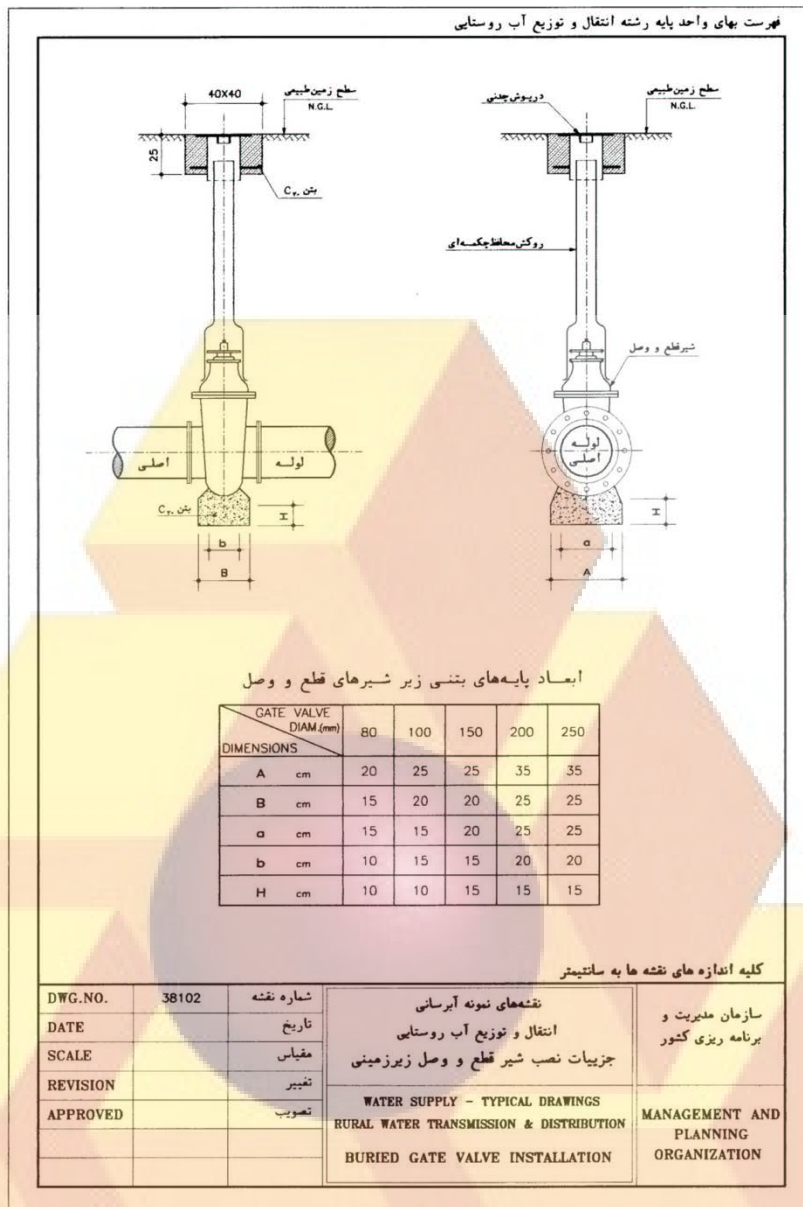 فهرست بهای واحد پایه رشته انتقال و توزیع آب روستایی
40X40
سطح زمین‌طبیعی
N.G.L.
25
بتن C₂₀
درپوش‌چدنی
سطح زمین‌طبیعی
N.G.L.
روکش‌محافظ‌چکمه‌ای
شیرقطع و وصل
لوله
اصلی
لوله
اصلی
بتن C₂₀
H
b
B
H
a
A
ابعاد پایه‌های بتنی زیر شیرهای قطع و وصل
GATE VALVE DIAM.(mm) 80 100 150 200 250
DIMENSIONS
A cm 20 25 25 35 35
B cm 15 20 20 25 25
a cm 15 15 20 25 25
b cm 10 15 15 20 20
H cm 10 10 15 15 15
کلیه اندازه های نقشه ها به سانتیمتر
DWG.NO. 38102 شماره نقشه
DATE تاریخ
SCALE مقیاس
REVISION تغییر
APPROVED تصویب
نقشه‌های نمونه آبرسانی
انتقال و توزیع آب روستایی
جزییات نصب شیر قطع و وصل زیرزمینی
WATER SUPPLY - TYPICAL DRAWINGS
RURAL WATER TRANSMISSION & DISTRIBUTION
BURIED GATE VALVE INSTALLATION
سازمان مدیریت و
برنامه ریزی کشور
MANAGEMENT AND
PLANNING
ORGANIZATION